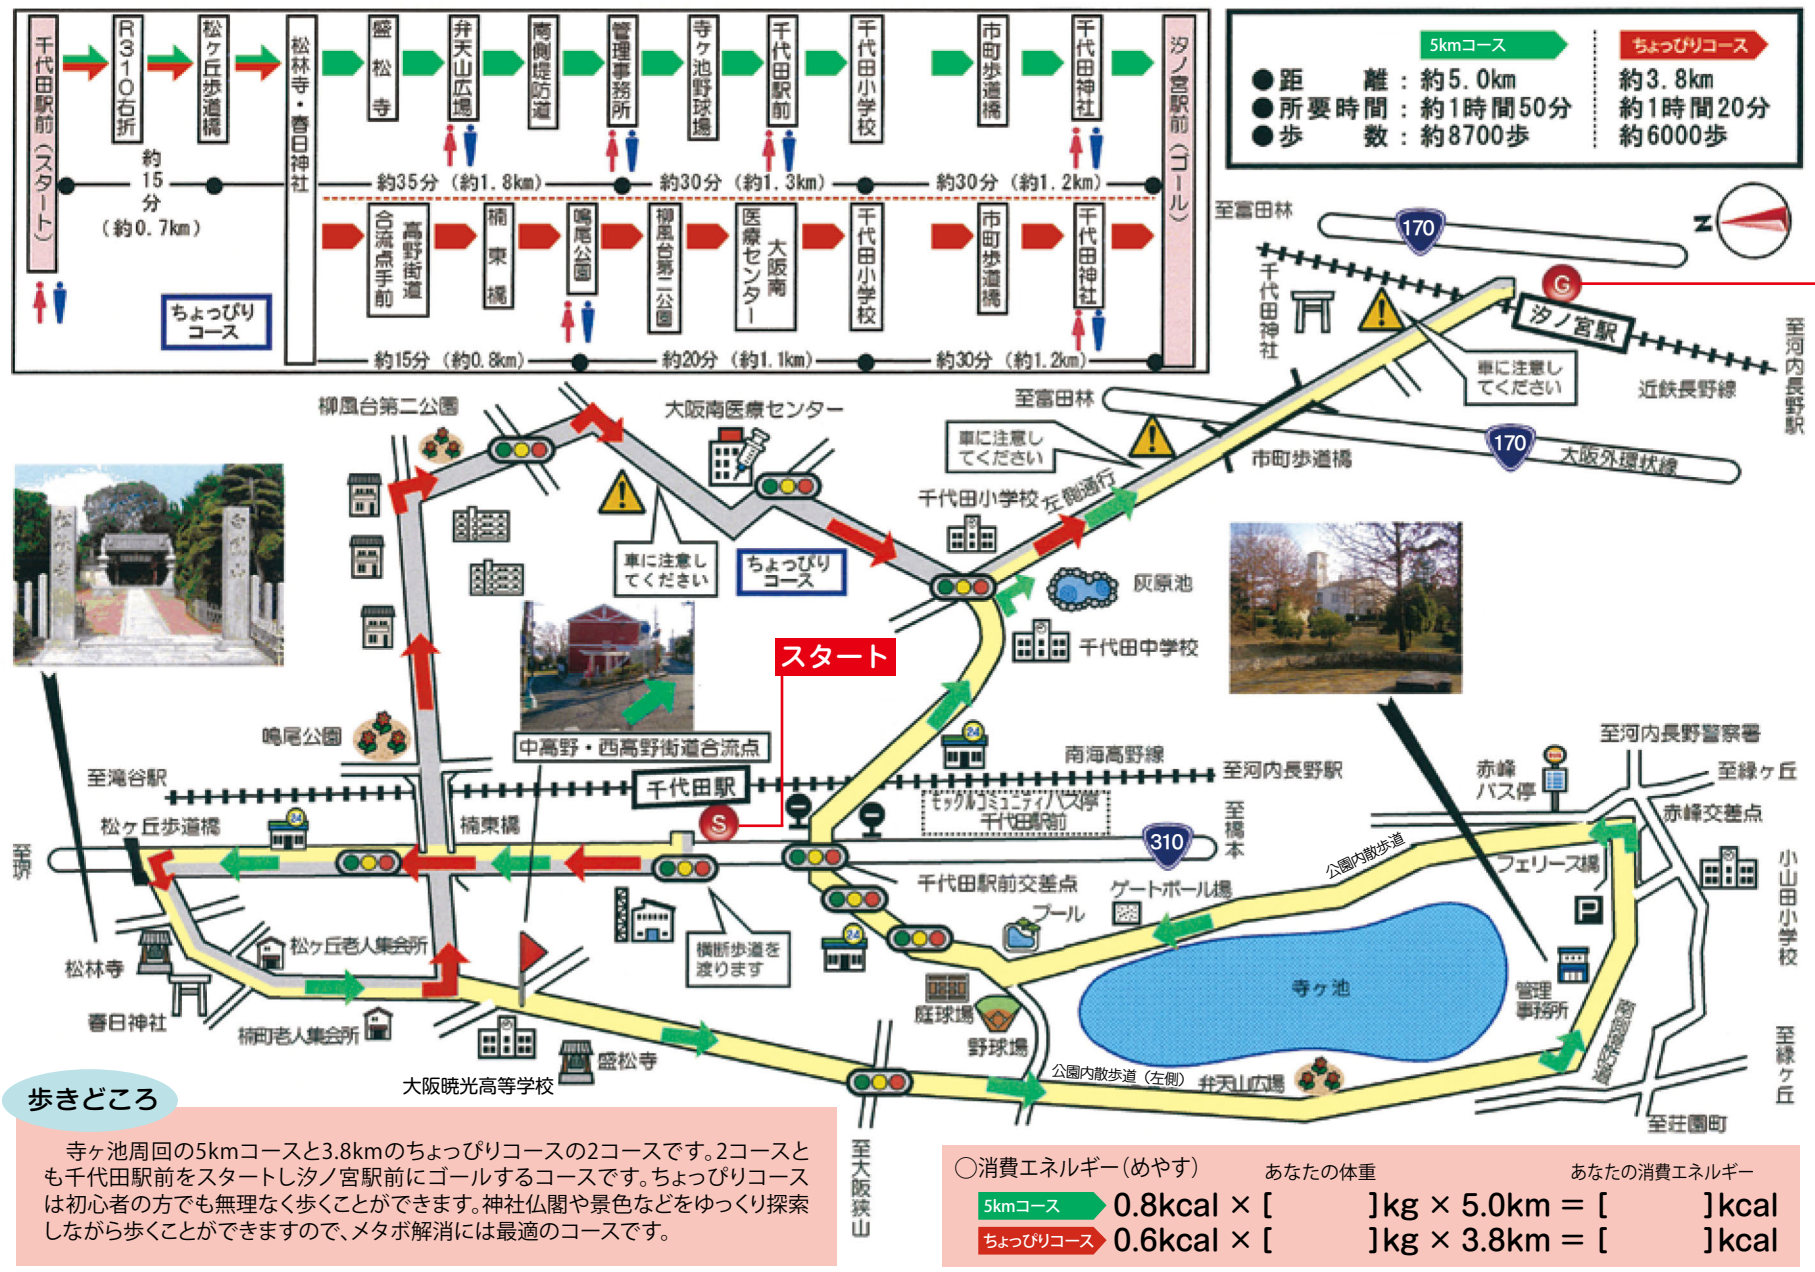 千代田駅前（スタート）
R310右折
松ヶ丘歩道橋
松林寺・春日神社
盛松寺
弁天山広場
南側堤防道
管理事務所
寺ヶ池野球場
千代田駅前
千代田小学校
市町歩道橋
千代田神社
汐ノ宮駅前（ゴール）
約15分
（約0.7km）
約35分（約1.8km）
約30分（約1.3km）
約30分（約1.2km）
高野街道
合流点手前
楠東橋
鳴尾公園
柳風台第二公園
大阪南
医療センター
千代田小学校
市町歩道橋
千代田神社
ちょっぴり
コース
約15分（約0.8km）
約20分（約1.1km）
約30分（約1.2km）
5kmコース ちょっぴりコース
●距離：約5.0km 約3.8km
●所要時間：約1時間50分 約1時間20分
●歩数：約8700歩 約6000歩
至富田林
170
N
G
千代田神社
汐ノ宮駅
車に注意し
てください
近鉄長野線
至河内長野駅
至富田林
170
大阪外環状線
市町歩道橋
車に注意し
てください
左側通行
千代田小学校
柳風台第二公園
大阪南医療センター
車に注意し
てください
ちょっぴり
コース
灰原池
千代田中学校
スタート
中高野・西高野街道合流点
鳴尾公園
至滝谷駅
千代田駅
S
南海高野線
至河内長野駅
モックルコミュニティバス停
千代田駅前
至橋本
310
松ヶ丘歩道橋
楠東橋
至堺
24
24
24
千代田駅前交差点
ゲートボール場
プール
横断歩道を
渡ります
松ヶ丘老人集会所
松林寺
春日神社
楠町老人集会所
大阪暁光高等学校
盛松寺
庭球場
野球場
寺ヶ池
公園内散歩道
公園内散歩道（左側）
弁天山広場
管理
事務所
P
フェリース橋
赤峰
バス停
至河内長野警察署
至緑ヶ丘
赤峰交差点
小山田小学校
至緑ヶ丘
至荘園町
至大阪狭山
歩きどころ
寺ヶ池周回の5kmコースと3.8kmのちょっぴりコースの2コースです。2コースと
も千代田駅前をスタートし汐ノ宮駅前にゴールするコースです。ちょっぴりコース
は初心者の方でも無理なく歩くことができます。神社仏閣や景色などをゆっくり探索
しながら歩くことができますので、メタボ解消には最適のコースです。
○消費エネルギー（めやす） あなたの体重 あなたの消費エネルギー
5kmコース 0.8kcal × [ ]kg × 5.0km = [ ]kcal
ちょっぴりコース 0.6kcal × [ ]kg × 3.8km = [ ]kcal